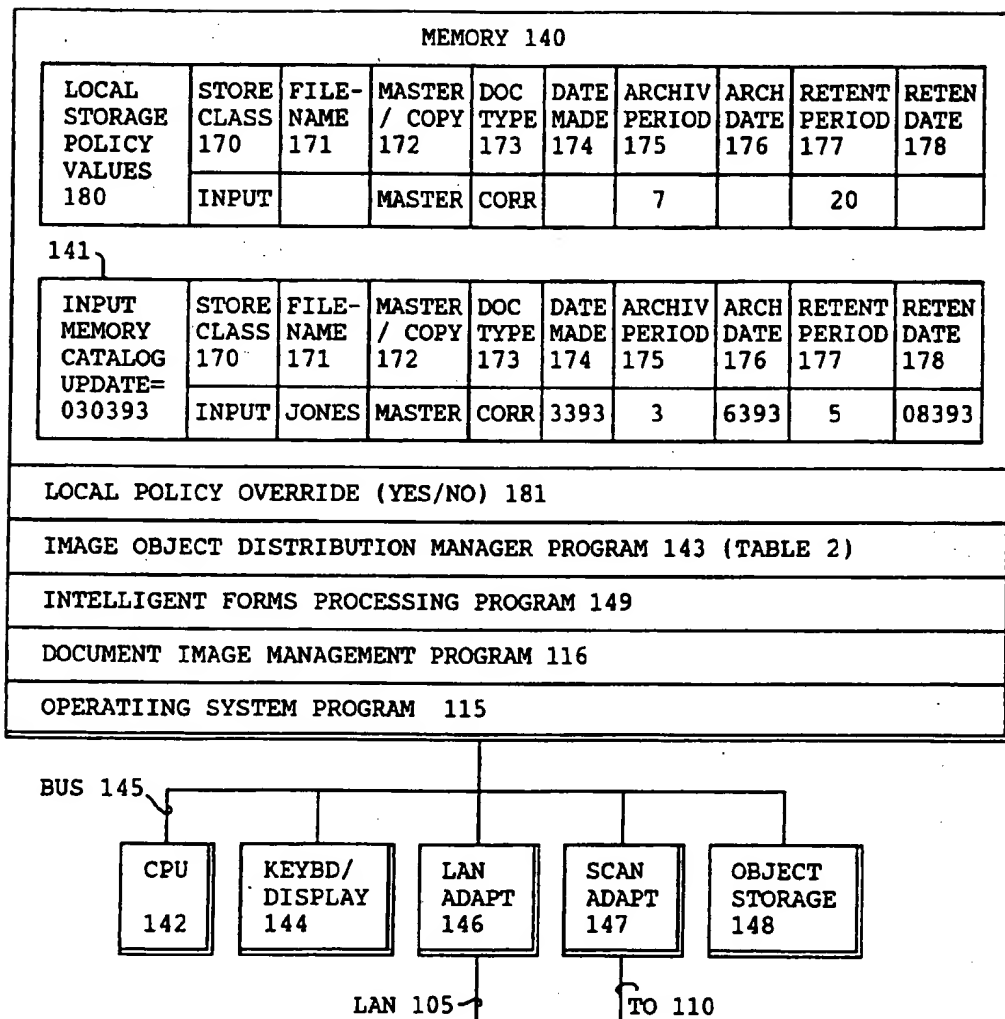 MEMORY 140
LOCAL STORAGE POLICY VALUES 180
STORE CLASS 170
FILE-NAME 171
MASTER / COPY 172
DOC TYPE 173
DATE MADE 174
ARCHIV PERIOD 175
ARCH DATE 176
RETENT PERIOD 177
RETEN DATE 178
INPUT MASTER CORR 7 20
141
INPUT MEMORY CATALOG UPDATE= 030393
STORE CLASS 170
FILE-NAME 171
MASTER / COPY 172
DOC TYPE 173
DATE MADE 174
ARCHIV PERIOD 175
ARCH DATE 176
RETENT PERIOD 177
RETEN DATE 178
INPUT JONES MASTER CORR 3393 3 6393 5 08393
LOCAL POLICY OVERRIDE (YES/NO) 181
IMAGE OBJECT DISTRIBUTION MANAGER PROGRAM 143 (TABLE 2)
INTELLIGENT FORMS PROCESSING PROGRAM 149
DOCUMENT IMAGE MANAGEMENT PROGRAM 116
OPERATIING SYSTEM PROGRAM 115
BUS 145
CPU 142
KEYBD/ DISPLAY 144
LAN ADAPT 146
SCAN ADAPT 147
OBJECT STORAGE 148
LAN 105
TO 110